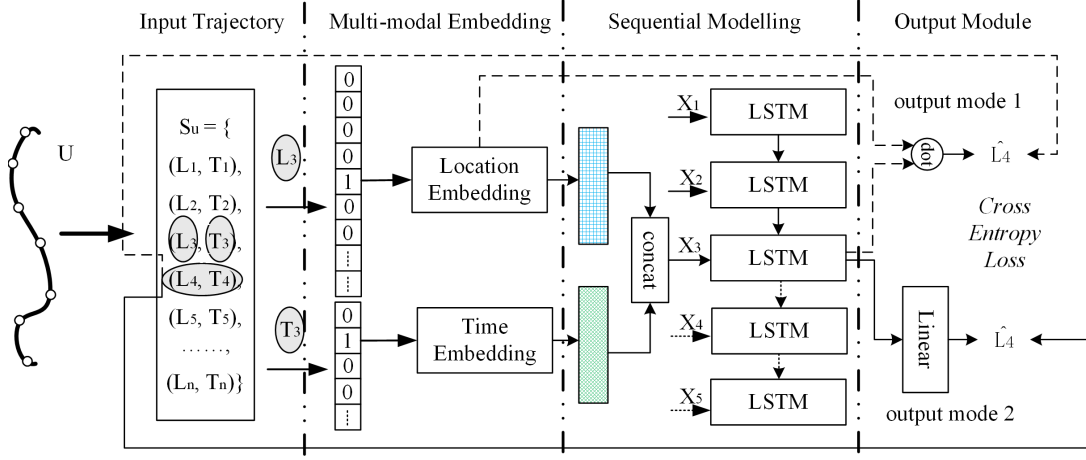 Input Trajectory
Multi-modal Embedding
Sequential Modelling
Output Module
U
Sᵤ = {
(L₁, T₁),
(L₂, T₂),
(L₃, T₃),
(L₄, T₄),
(L₅, T₅),
......,
(Lₙ, Tₙ)}
L₃
T₃
0
0
0
0
1
0
0
0
1
0
0
Location
Embedding
Time
Embedding
concat
X₁
LSTM
X₂
LSTM
X₃
LSTM
X₄
LSTM
X₅
LSTM
output mode 1
dot
L̂₄
Cross
Entropy
Loss
Linear
L̂₄
output mode 2